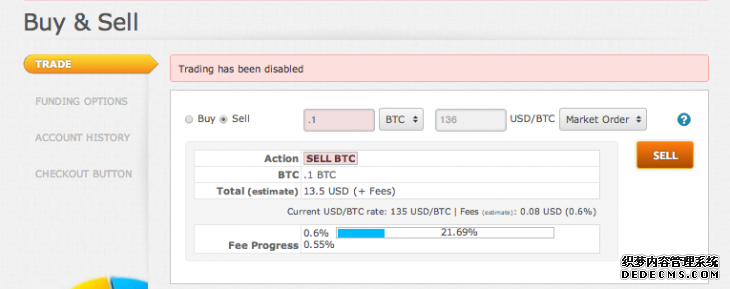 Buy & Sell
TRADE
Trading has been disabled
FUNDING OPTIONS
ACCOUNT HISTORY
CHECKOUT BUTTON
Buy Sell .1 BTC 136 USD/BTC Market Order ?
SELL
Action SELL BTC
BTC .1 BTC
Total (estimate) 13.5 USD (+ Fees)
Current USD/BTC rate: 135 USD/BTC | Fees (estimate): 0.08 USD (0.6%)
0.6% 21.69%
Fee Progress 0.55%
织梦内容管理系统
DEDECMS.COM